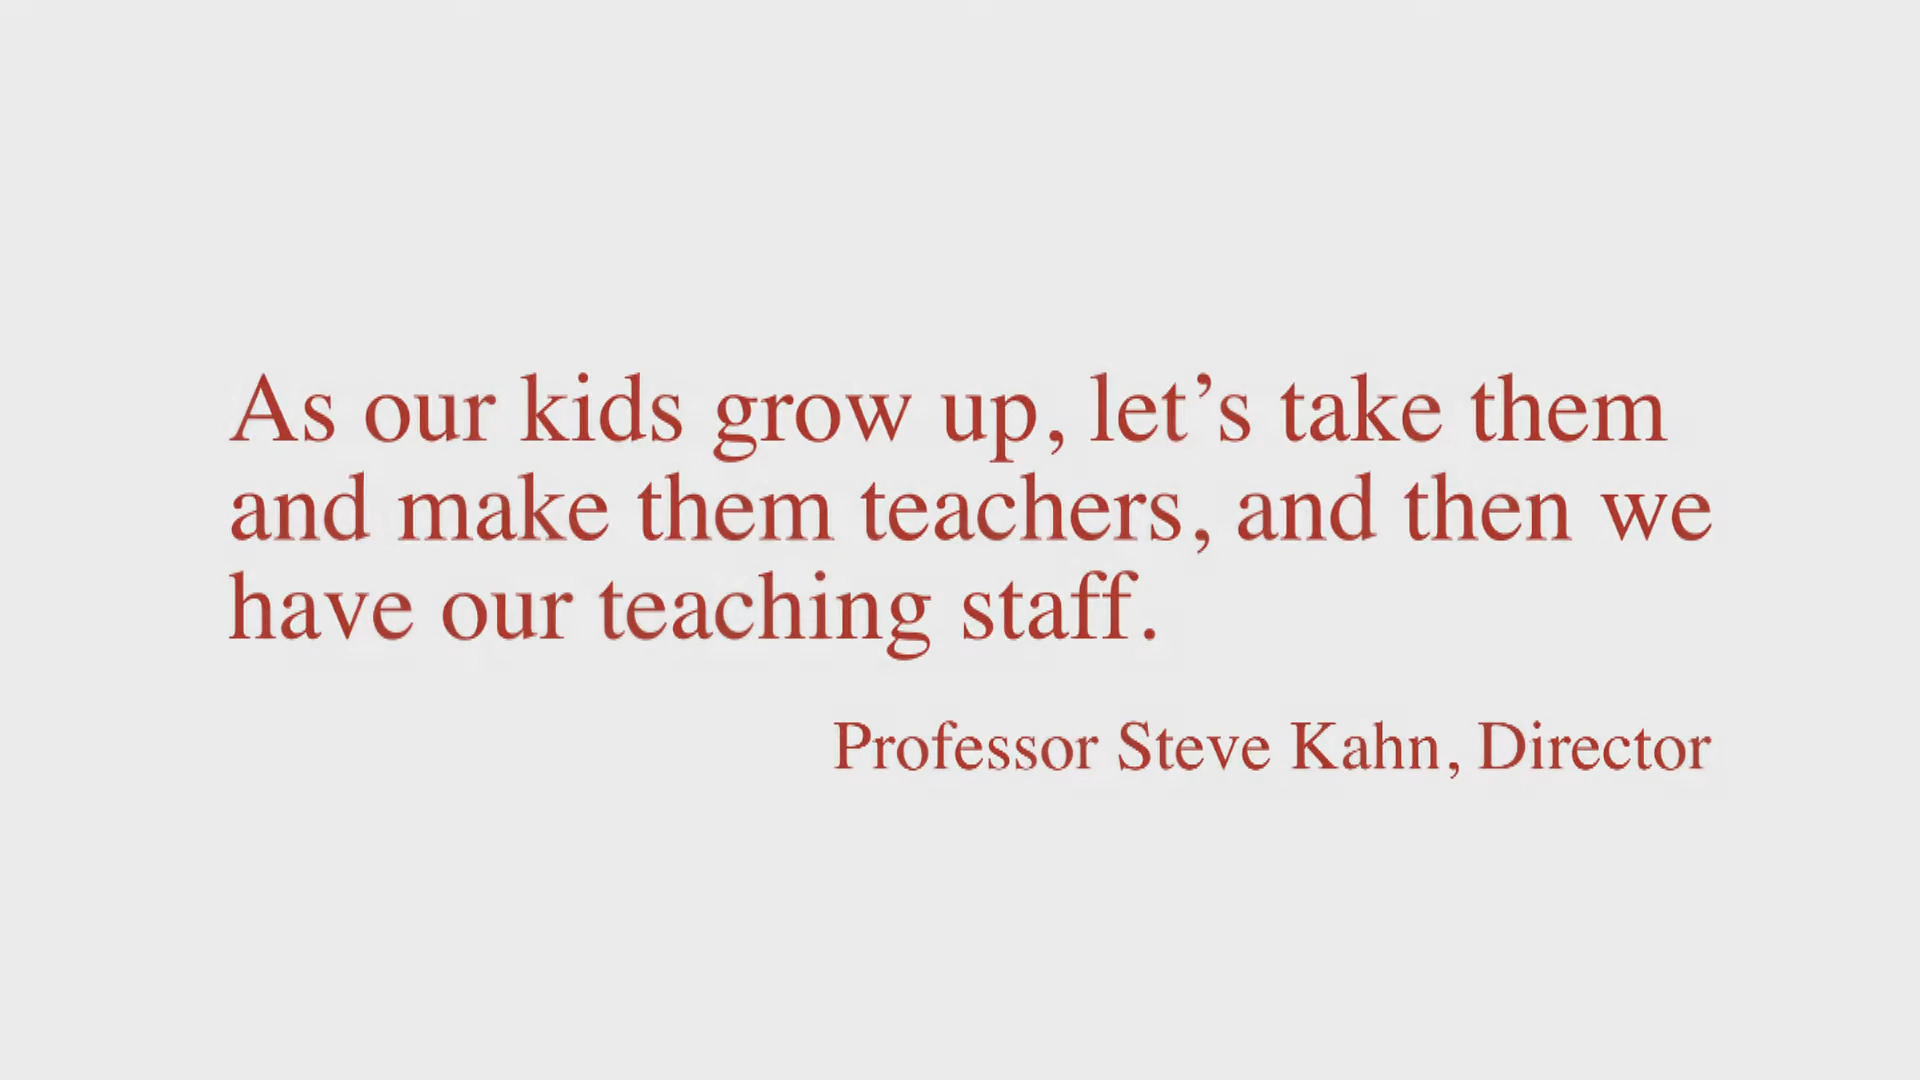 As our kids grow up, let’s take them
and make them teachers, and then we
have our teaching staff.
Professor Steve Kahn, Director